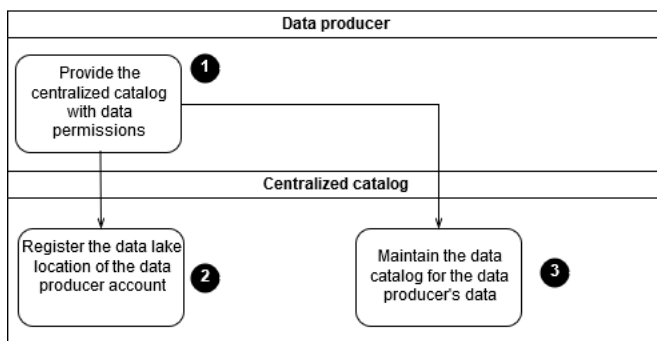 Data producer
Provide the
centralized catalog
with data
permissions
1
Centralized catalog
Register the data lake
location of the data
producer account
2
Maintain the data
catalog for the data
producer's data
3